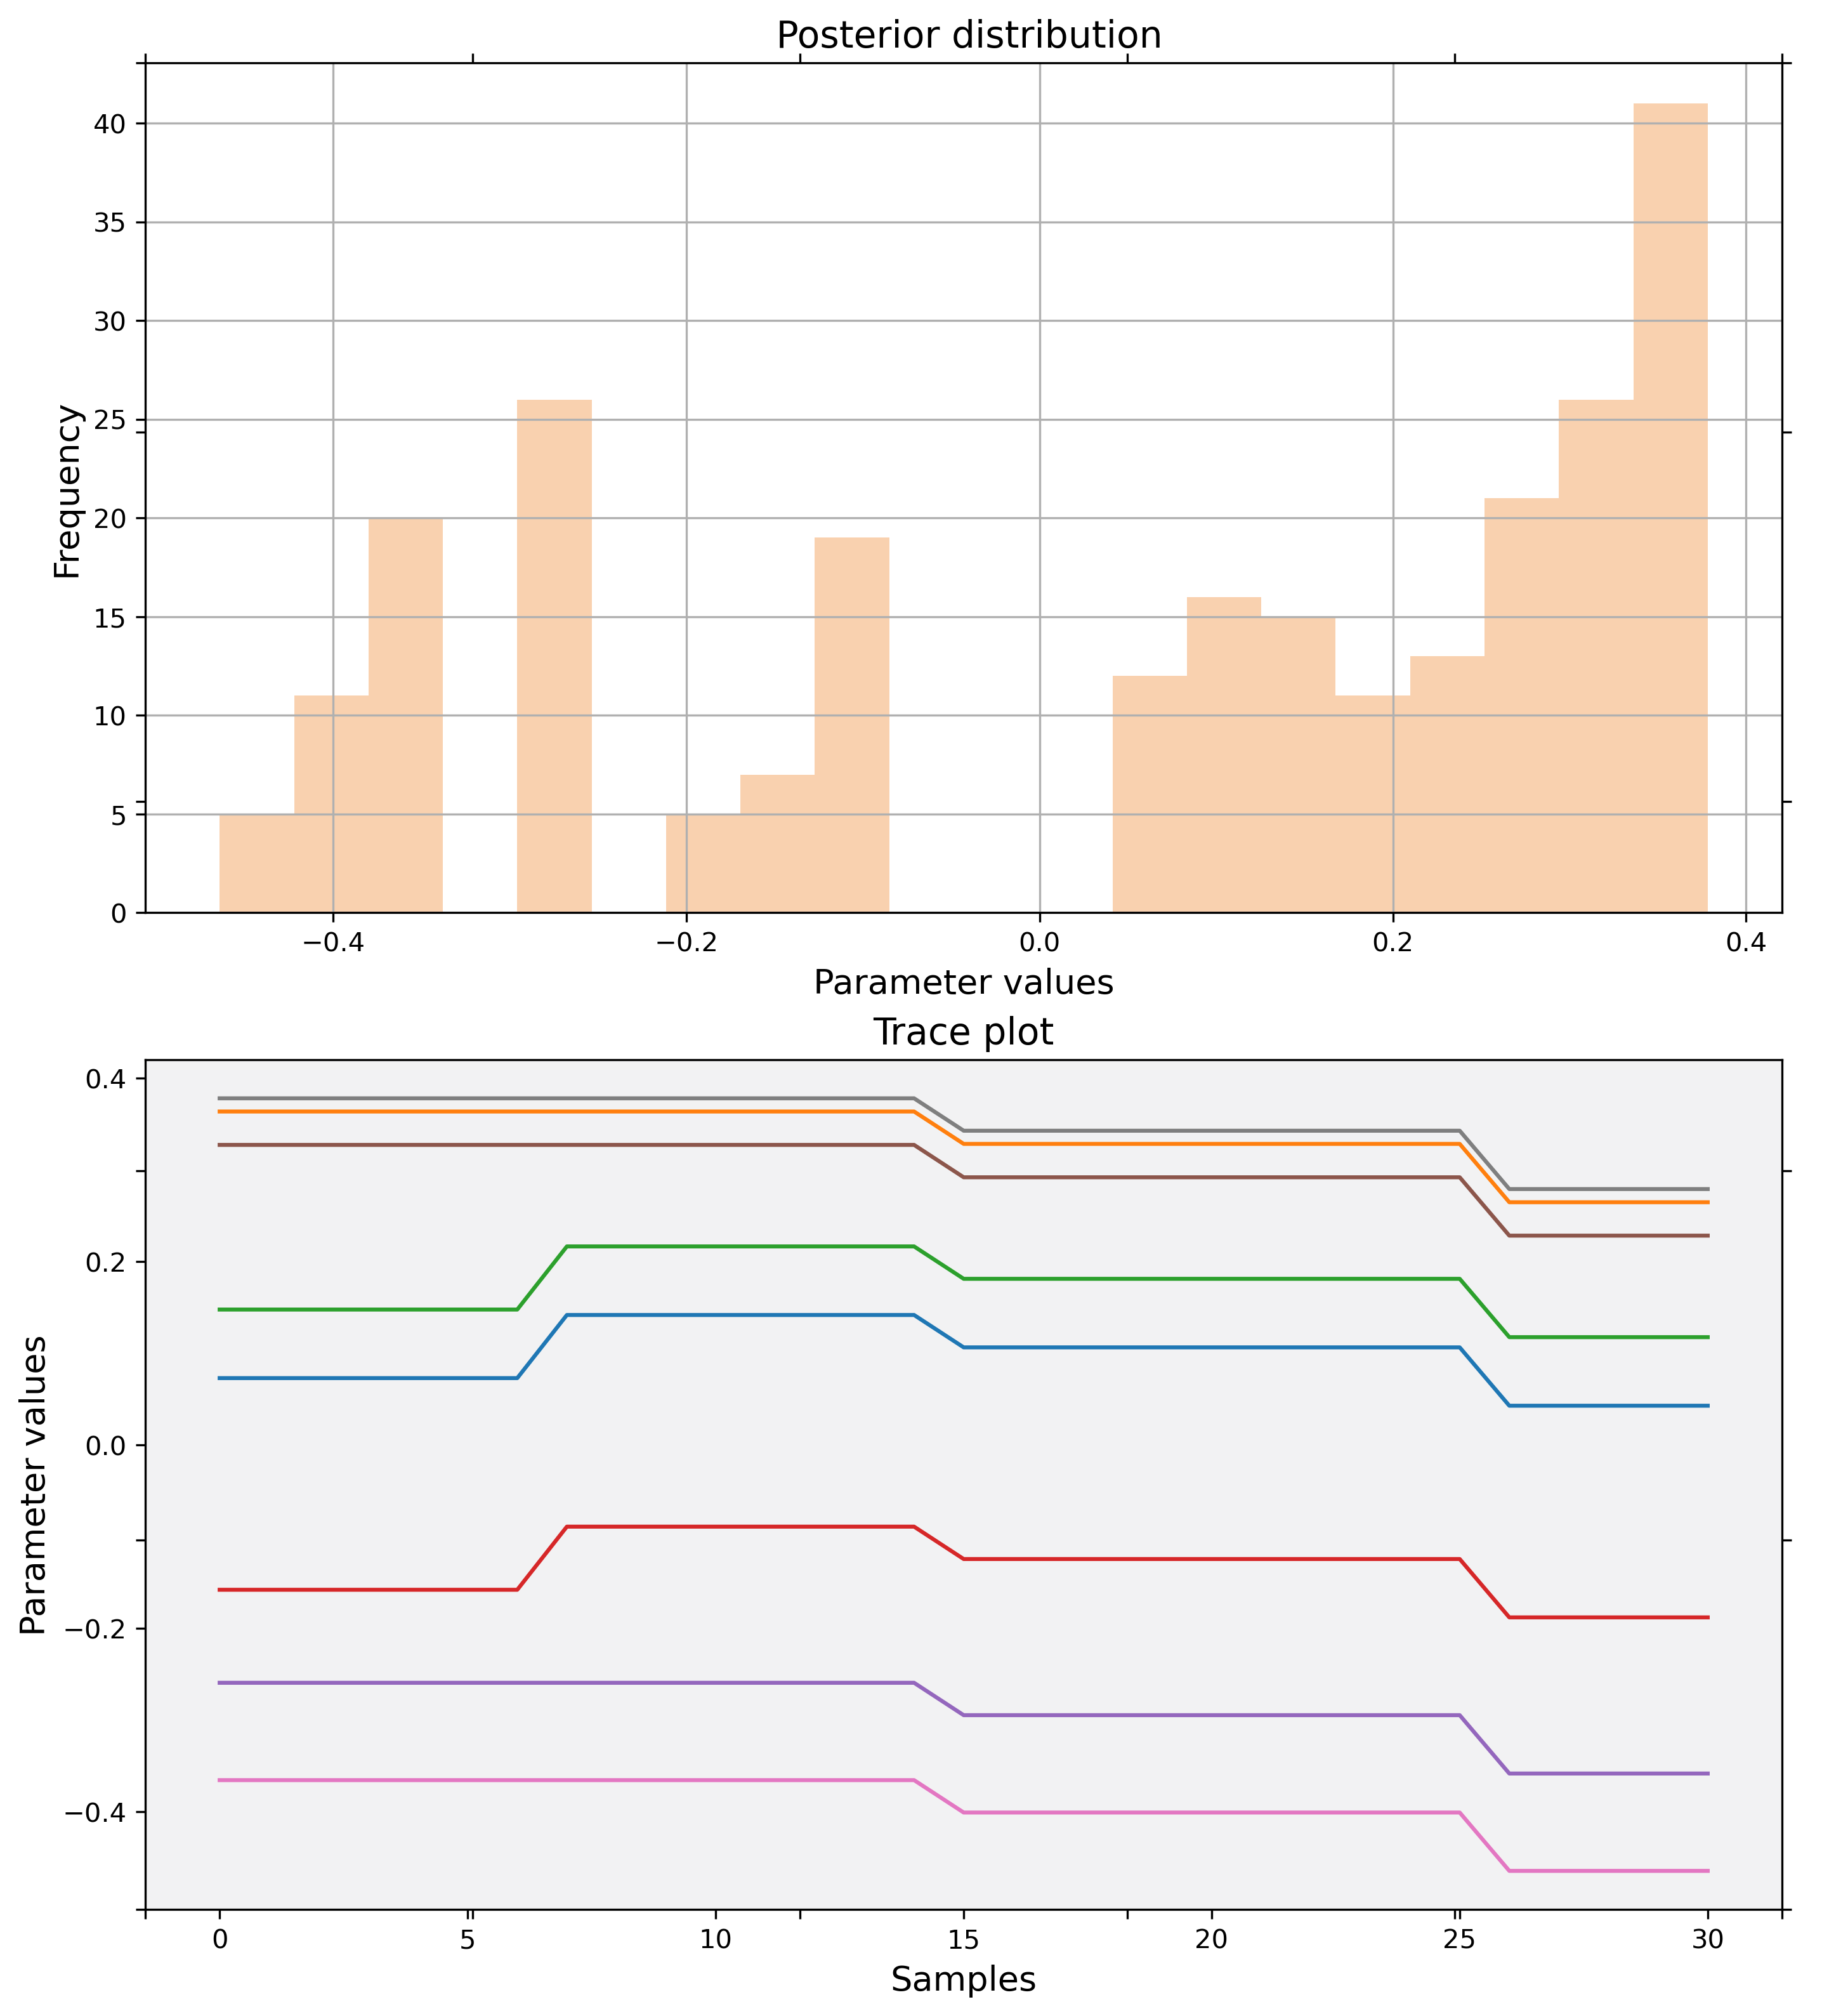 Posterior distribution
40
35
30
25
20
15
10
5
0
Frequency
−0.4 −0.2 0.0 0.2 0.4
Parameter values
Trace plot
0.4
0.2
0.0
−0.2
−0.4
Parameter values
0 5 10 15 20 25 30
Samples